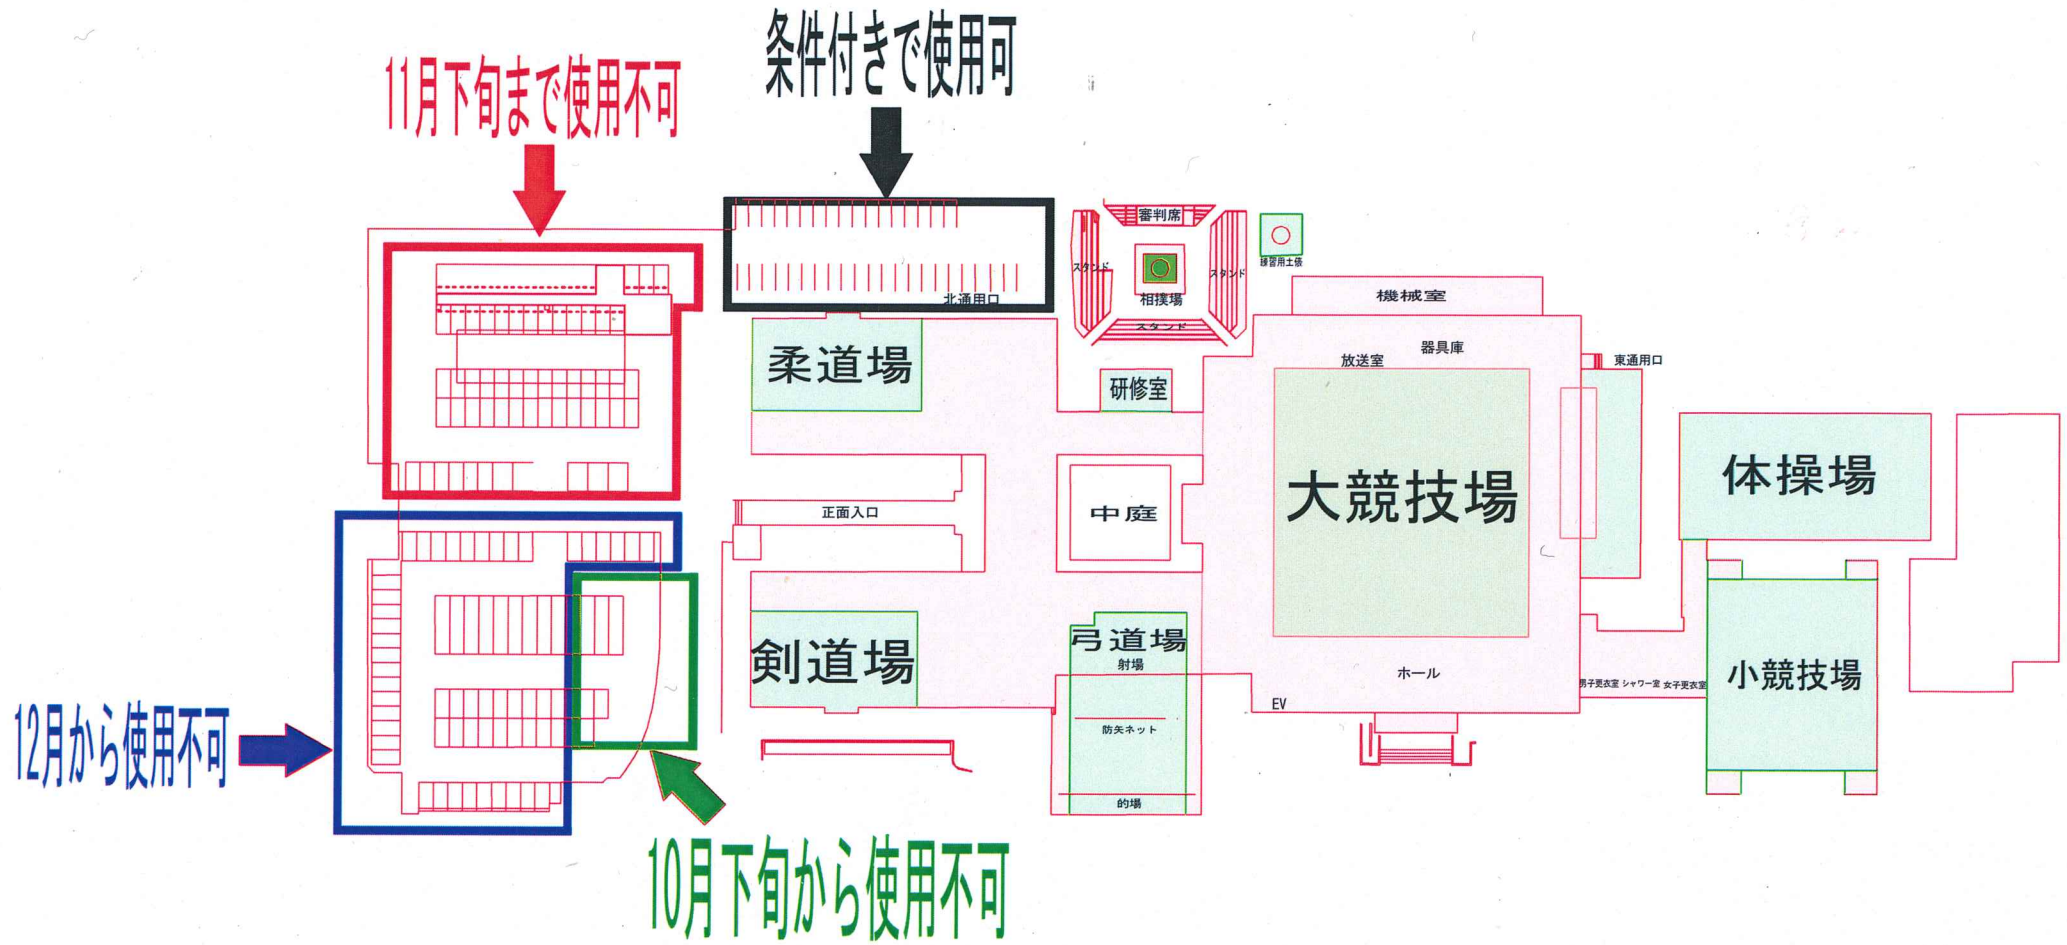 条件付きで使用可
11月下旬まで使用不可
審判席
スタンド
スタンド
相撲場
スタンド
練習用土俵
北通用口
機械室
器具庫
放送室
東通用口
柔道場
研修室
大競技場
体操場
正面入口
中庭
剣道場
弓道場
射場
ホール
男子更衣室 シャワー室 女子更衣室
小競技場
EV
防矢ネット
的場
12月から使用不可
10月下旬から使用不可